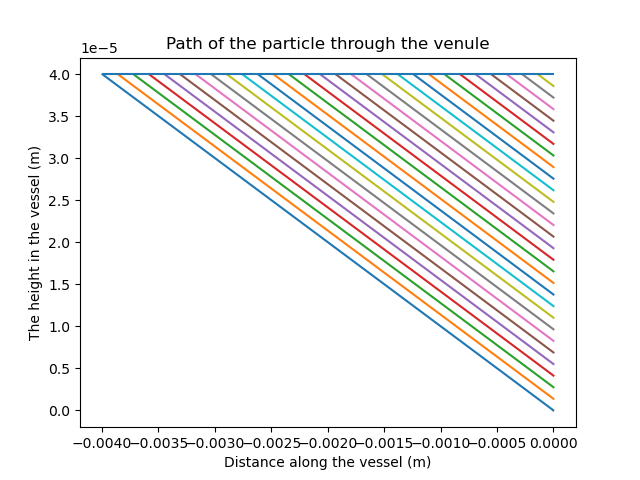 Path of the particle through the venule
1e−5
4.0
3.5
3.0
2.5
2.0
1.5
1.0
0.5
0.0
The height in the vessel (m)
−0.0040 −0.0035 −0.0030 −0.0025 −0.0020 −0.0015 −0.0010 −0.0005 0.0000
Distance along the vessel (m)